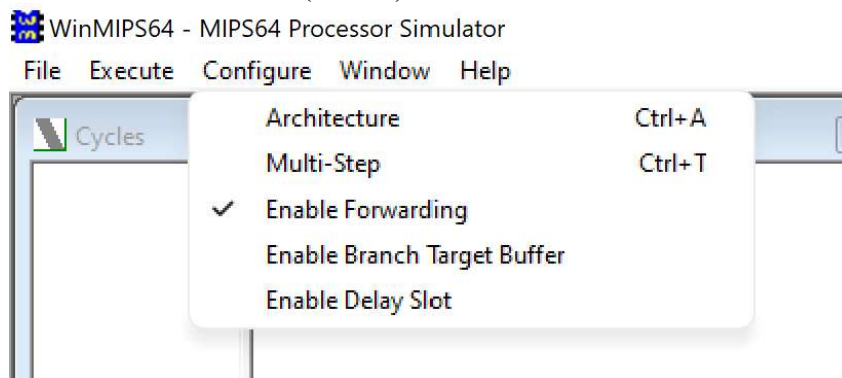 WinMIPS64 - MIPS64 Processor Simulator
File Execute Configure Window Help
Cycles
Architecture Ctrl+A
Multi-Step Ctrl+T
Enable Forwarding
Enable Branch Target Buffer
Enable Delay Slot